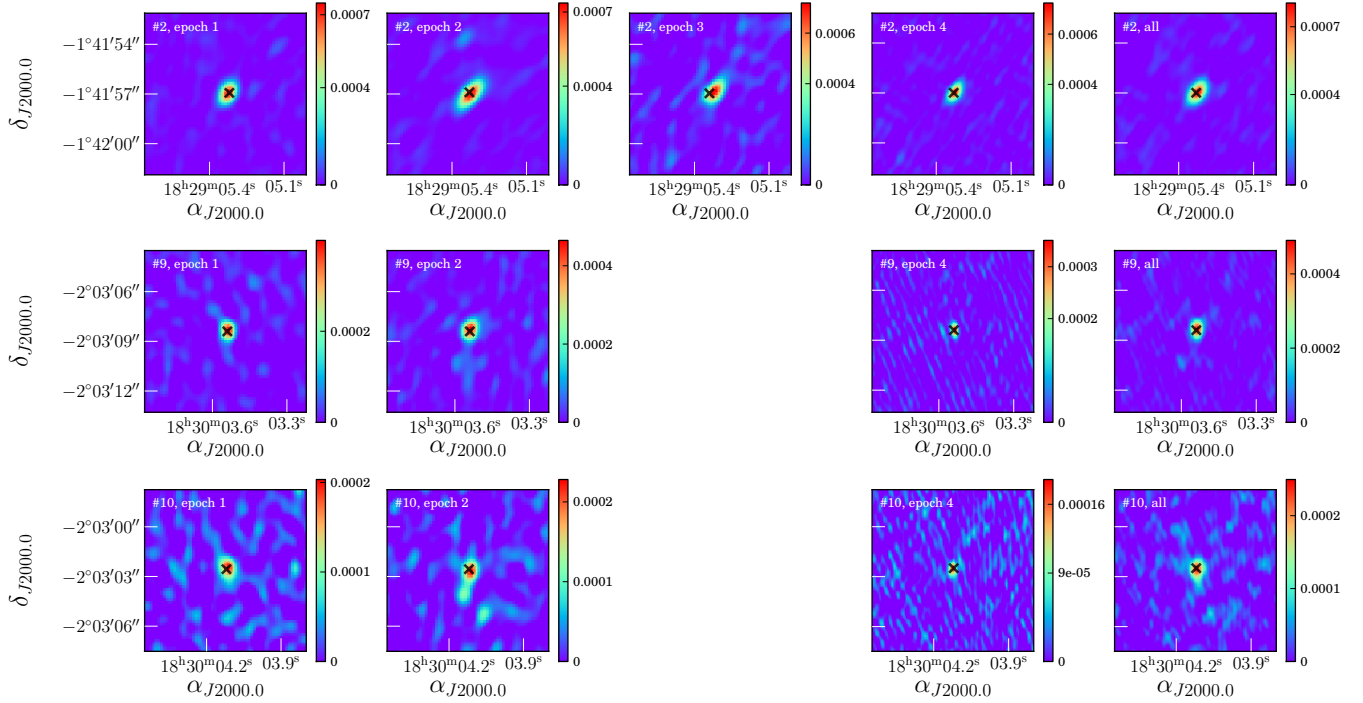 #2, epoch 1
0.0007
0.0004
0
−1°41′54″
−1°41′57″
−1°42′00″
δJ2000.0
18ʰ29ᵐ05.4ˢ 05.1ˢ
αJ2000.0
#2, epoch 2
0.0007
0.0004
0
18ʰ29ᵐ05.4ˢ 05.1ˢ
αJ2000.0
#2, epoch 3
0.0006
0.0004
0
18ʰ29ᵐ05.4ˢ 05.1ˢ
αJ2000.0
#2, epoch 4
0.0006
0.0004
0
18ʰ29ᵐ05.4ˢ 05.1ˢ
αJ2000.0
#2, all
0.0007
0.0004
0
18ʰ29ᵐ05.4ˢ 05.1ˢ
αJ2000.0
#9, epoch 1
0.0002
0
−2°03′06″
−2°03′09″
−2°03′12″
δJ2000.0
18ʰ30ᵐ03.6ˢ 03.3ˢ
αJ2000.0
#9, epoch 2
0.0004
0.0002
0
18ʰ30ᵐ03.6ˢ 03.3ˢ
αJ2000.0
#9, epoch 4
0.0003
0.0002
0
18ʰ30ᵐ03.6ˢ 03.3ˢ
αJ2000.0
#9, all
0.0004
0.0002
0
18ʰ30ᵐ03.6ˢ 03.3ˢ
αJ2000.0
#10, epoch 1
0.0002
0.0001
0
−2°03′00″
−2°03′03″
−2°03′06″
δJ2000.0
18ʰ30ᵐ04.2ˢ 03.9ˢ
αJ2000.0
#10, epoch 2
0.0002
0.0001
0
18ʰ30ᵐ04.2ˢ 03.9ˢ
αJ2000.0
#10, epoch 4
0.00016
9e-05
0
18ʰ30ᵐ04.2ˢ 03.9ˢ
αJ2000.0
#10, all
0.0002
0.0001
0
18ʰ30ᵐ04.2ˢ 03.9ˢ
αJ2000.0